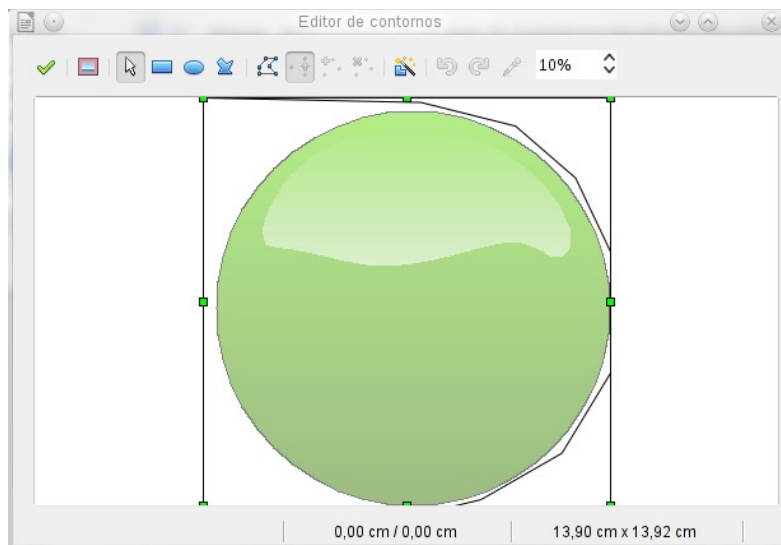 Editor de contornos
10%
0,00 cm / 0,00 cm
13,90 cm x 13,92 cm